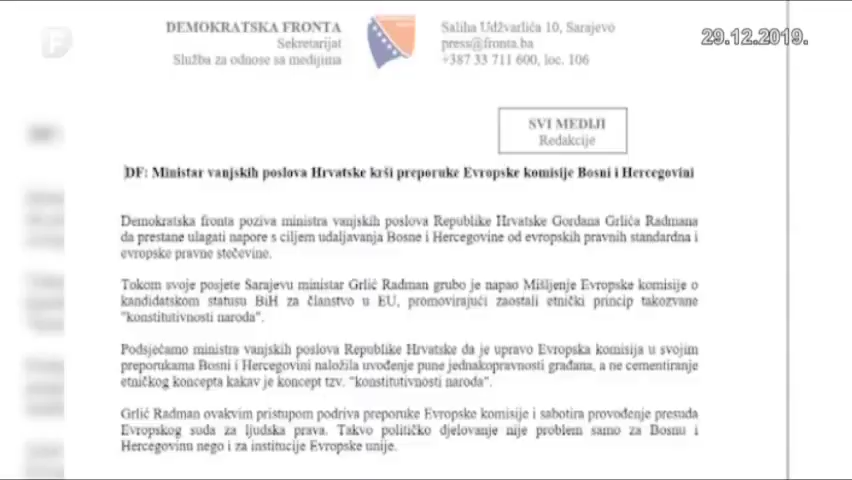 DEMOKRATSKA FRONTA
Sekretarijat
Služba za odnose sa medijima
Saliha Udžvarlića 10, Sarajevo
press@fronta.ba
+387 33 711 600, loc. 106
29.12.2019.
SVI MEDIJI
Redakcije
DF: Ministar vanjskih poslova Hrvatske krši preporuke Evropske komisije Bosni i Hercegovini
Demokratska fronta poziva ministra vanjskih poslova Republike Hrvatske Gordana Grlića Radmana
da prestane ulagati napore s ciljem udaljavanja Bosne i Hercegovine od evropskih pravnih standardna i
evropske pravne stečevine.
Tokom svoje posjete Sarajevu ministar Grlić Radman grubo je napao Mišljenje Evropske komisije o
kandidatskom statusu BiH za članstvo u EU, promovirajući zaostali etnički princip takozvane
"konstitutivnosti naroda".
Podsjećamo ministra vanjskih poslova Republike Hrvatske da je upravo Evropska komisija u svojim
preporukama Bosni i Hercegovini naložila uvođenje pune jednakopravnosti građana, a ne cementiranje
etničkog koncepta kakav je koncept tzv. "konstitutivnosti naroda".
Grlić Radman ovakvim pristupom podriva preporuke Evropske komisije i sabotira provođenje presuda
Evropskog suda za ljudska prava. Takvo političko djelovanje nije problem samo za Bosnu i
Hercegovinu nego i za institucije Evropske unije.